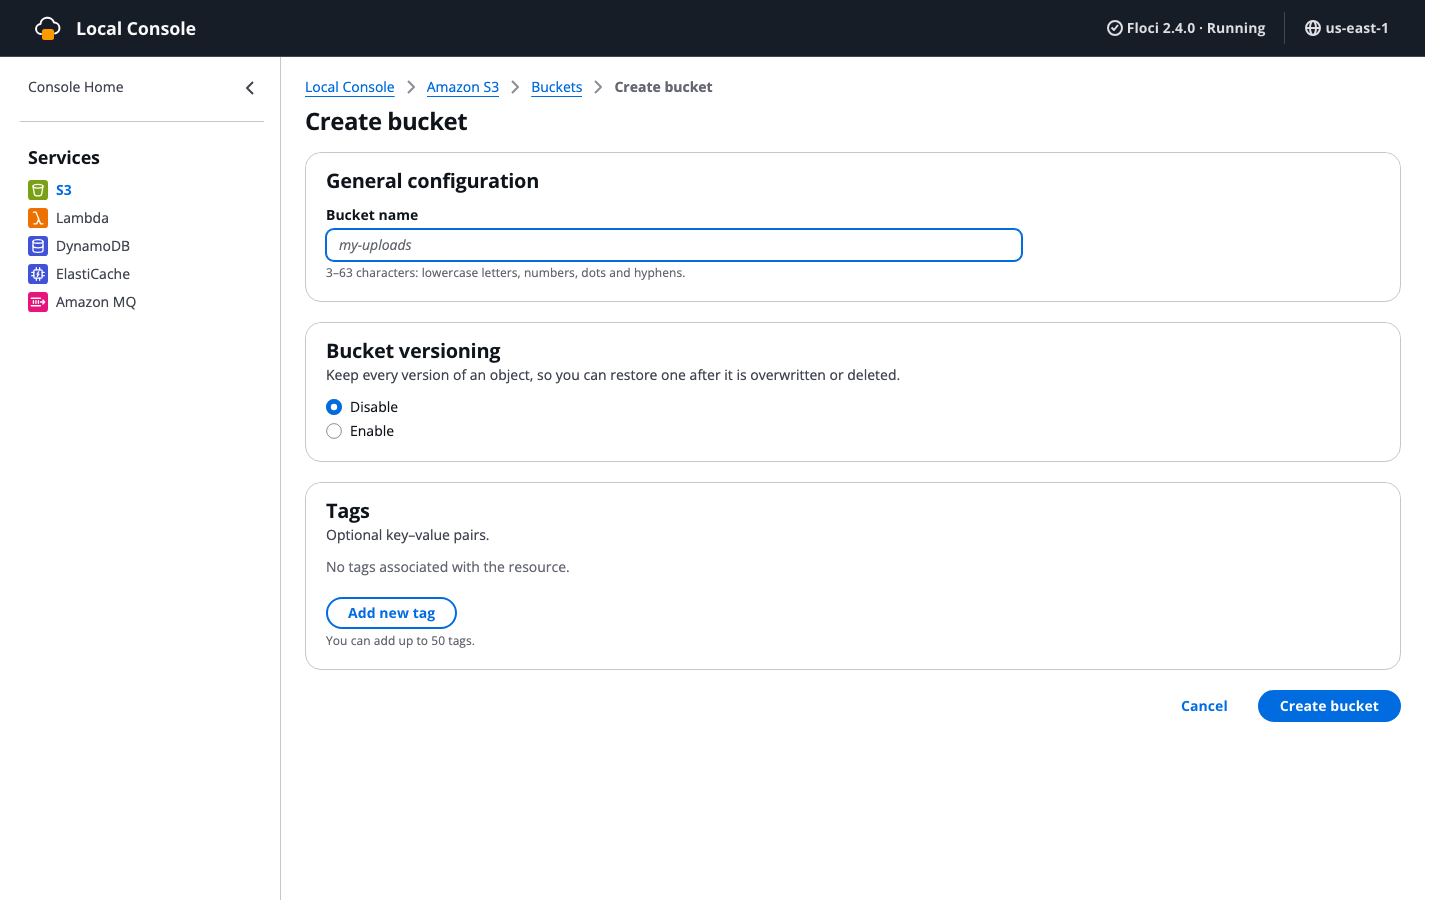 Local Console
Floci 2.4.0 · Running
us-east-1
Console Home
Services
S3
Lambda
DynamoDB
ElastiCache
Amazon MQ
Local Console > Amazon S3 > Buckets > Create bucket
Create bucket
General configuration
Bucket name
my-uploads
3–63 characters: lowercase letters, numbers, dots and hyphens.
Bucket versioning
Keep every version of an object, so you can restore one after it is overwritten or deleted.
Disable
Enable
Tags
Optional key–value pairs.
No tags associated with the resource.
Add new tag
You can add up to 50 tags.
Cancel
Create bucket